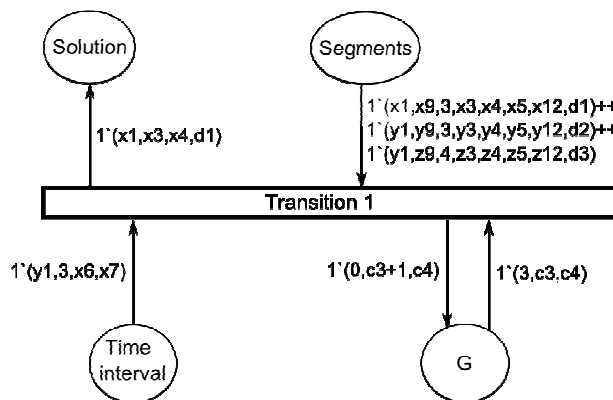 Solution
Segments
1`(x1,x9,3,x3,x4,x5,x12,d1)++
1`(y1,y9,3,y3,y4,y5,y12,d2)++
1`(y1,z9,4,z3,z4,z5,z12,d3)
1`(x1,x3,x4,d1)
Transition 1
1`(y1,3,x6,x7)
1`(0,c3+1,c4)
1`(3,c3,c4)
Time
interval
G